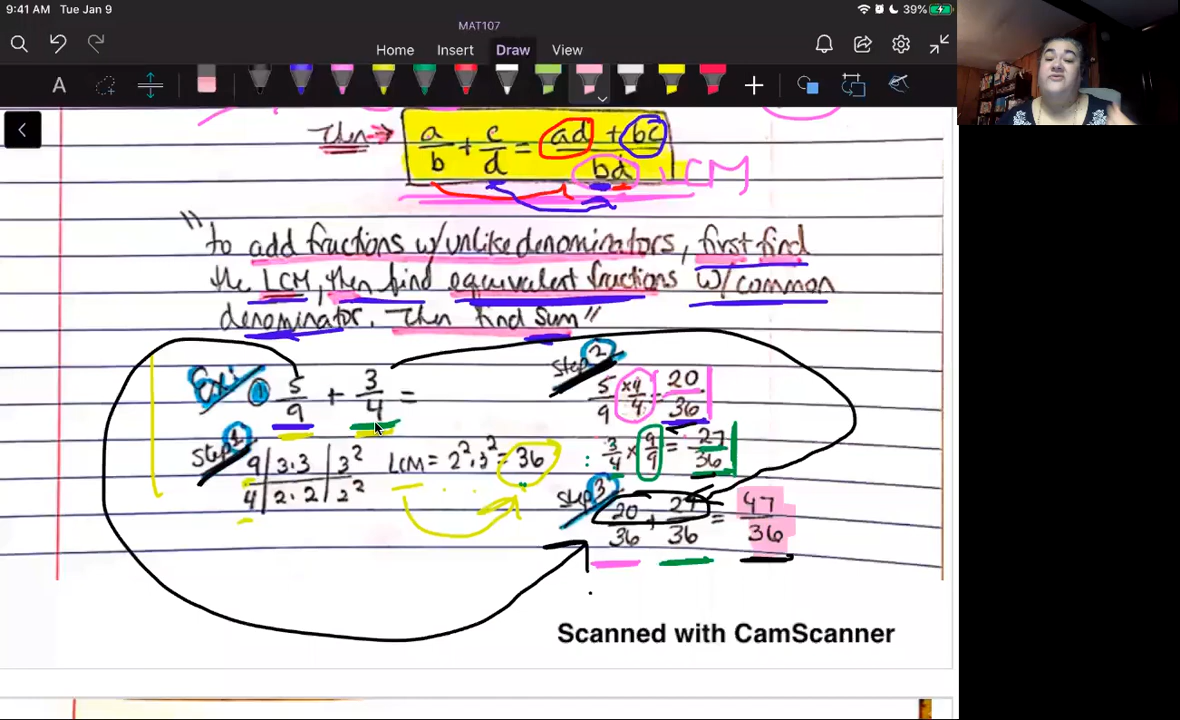 9:41 AM Tue Jan 9
39%
MAT107
Home Insert Draw View
A
Then → a/b + c/d = ad + bc/bd LCM
"to add fractions w/unlike denominators, first find
the LCM, then find equivalent fractions w/common
denominator. Then find sum"
Ex: ① 5/9 + 3/4 =
Step 2
5/9 × 4/4 = 20/36
Step 1
9 | 3·3 | 3²
4 | 2·2 | 2²
LCM = 2²·3² = 36
: 3/4 × 9/9 = 27/36
Step 3
20/36 + 27/36 = 47/36
Scanned with CamScanner